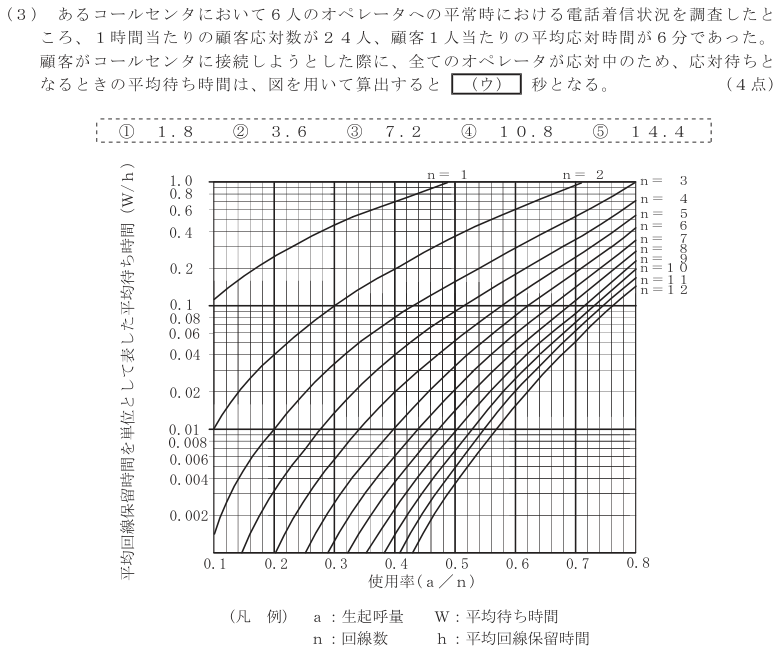 (３) あるコールセンタにおいて６人のオペレータへの平常時における電話着信状況を調査したと
ころ、１時間当たりの顧客応対数が２４人、顧客１人当たりの平均応対時間が６分であった。
顧客がコールセンタに接続しようとした際に、全てのオペレータが応対中のため、応対待ちと
なるときの平均待ち時間は、図を用いて算出すると (ウ) 秒となる。 (４点)
① １.８ ② ３.６ ③ ７.２ ④ １０.８ ⑤ １４.４
平均回線保留時間を単位として表した平均待ち時間 (Ｗ/ｈ)
n＝ 1
n＝ 2
n＝ 3
n＝ 4
n＝ 5
n＝ 6
n＝ 7
n＝ 8
n＝ 9
n＝10
n＝11
n＝12
1.0
0.8
0.6
0.4
0.2
0.1
0.08
0.06
0.04
0.02
0.01
0.008
0.006
0.004
0.002
0.1 0.2 0.3 0.4 0.5 0.6 0.7 0.8
使用率(ａ／ｎ)
(凡 例) ａ：生起呼量 Ｗ：平均待ち時間
ｎ：回線数 ｈ：平均回線保留時間